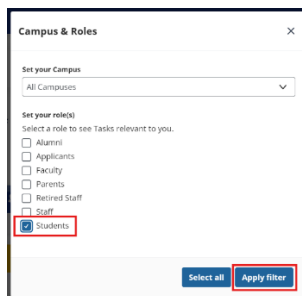 Campus & Roles
Set your Campus
All Campuses
Set your role(s)
Select a role to see Tasks relevant to you.
Alumni
Applicants
Faculty
Parents
Retired Staff
Staff
Students
Select all
Apply filter